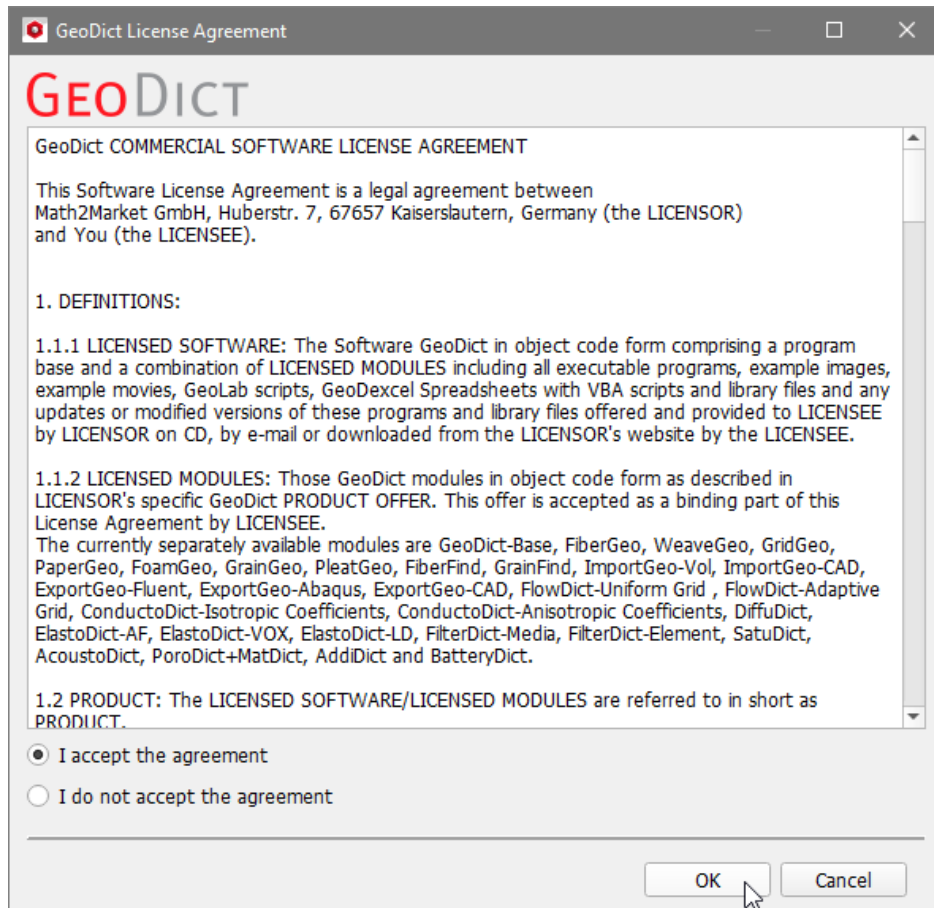 GeoDict License Agreement
GEODICT
GeoDict COMMERCIAL SOFTWARE LICENSE AGREEMENT
This Software License Agreement is a legal agreement between
Math2Market GmbH, Huberstr. 7, 67657 Kaiserslautern, Germany (the LICENSOR)
and You (the LICENSEE).
1. DEFINITIONS:
1.1.1 LICENSED SOFTWARE: The Software GeoDict in object code form comprising a program
base and a combination of LICENSED MODULES including all executable programs, example images,
example movies, GeoLab scripts, GeoDexcel Spreadsheets with VBA scripts and library files and any
updates or modified versions of these programs and library files offered and provided to LICENSEE
by LICENSOR on CD, by e-mail or downloaded from the LICENSOR's website by the LICENSEE.
1.1.2 LICENSED MODULES: Those GeoDict modules in object code form as described in
LICENSOR's specific GeoDict PRODUCT OFFER. This offer is accepted as a binding part of this
License Agreement by LICENSEE.
The currently separately available modules are GeoDict-Base, FiberGeo, WeaveGeo, GridGeo,
PaperGeo, FoamGeo, GrainGeo, PleatGeo, FiberFind, GrainFind, ImportGeo-Vol, ImportGeo-CAD,
ExportGeo-Fluent, ExportGeo-Abaqus, ExportGeo-CAD, FlowDict-Uniform Grid , FlowDict-Adaptive
Grid, ConductoDict-Isotropic Coefficients, ConductoDict-Anisotropic Coefficients, DiffuDict,
ElastoDict-AF, ElastoDict-VOX, ElastoDict-LD, FilterDict-Media, FilterDict-Element, SatuDict,
AcoustoDict, PoroDict+MatDict, AddiDict and BatteryDict.
1.2 PRODUCT: The LICENSED SOFTWARE/LICENSED MODULES are referred to in short as
PRODUCT.
I accept the agreement
I do not accept the agreement
OK
Cancel